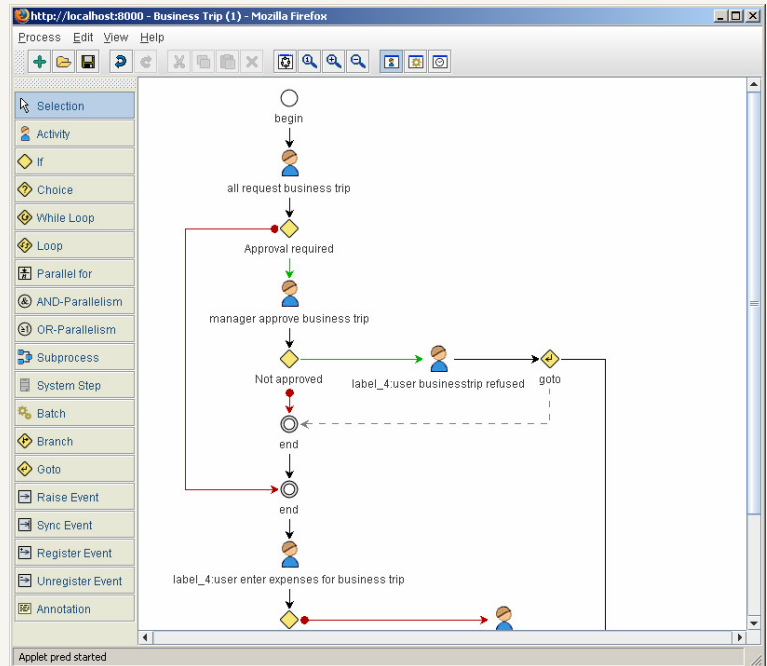 http://localhost:8000 - Business Trip (1) - Mozilla Firefox
Process Edit View Help
Selection
Activity
If
Choice
While Loop
Loop
Parallel for
AND-Parallelism
OR-Parallelism
Subprocess
System Step
Batch
Branch
Goto
Raise Event
Sync Event
Register Event
Unregister Event
Annotation
begin
all request business trip
Approval required
manager approve business trip
Not approved
label_4:user businesstrip refused
goto
end
end
label_4:user enter expenses for business trip
Applet pred started